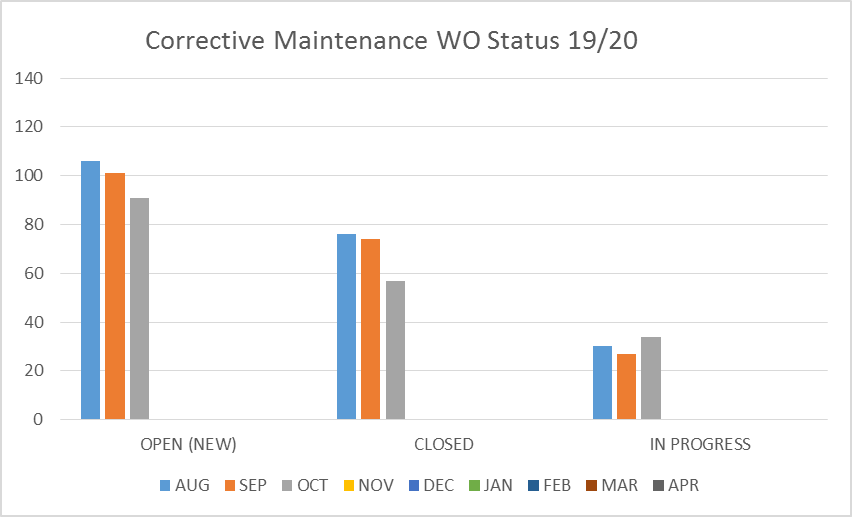 Corrective Maintenance WO Status 19/20
140
120
100
80
60
40
20
0
OPEN (NEW) CLOSED IN PROGRESS
AUG SEP OCT NOV DEC JAN FEB MAR APR